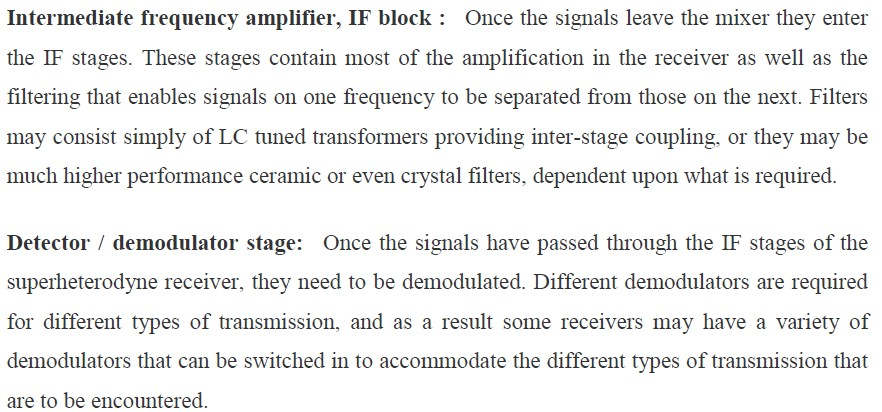 Intermediate frequency amplifier, IF block :   Once the signals leave the mixer they enter
the IF stages. These stages contain most of the amplification in the receiver as well as the
filtering that enables signals on one frequency to be separated from those on the next. Filters
may consist simply of LC tuned transformers providing inter-stage coupling, or they may be
much higher performance ceramic or even crystal filters, dependent upon what is required.
Detector / demodulator stage:   Once the signals have passed through the IF stages of the
superheterodyne receiver, they need to be demodulated. Different demodulators are required
for different types of transmission, and as a result some receivers may have a variety of
demodulators that can be switched in to accommodate the different types of transmission that
are to be encountered.